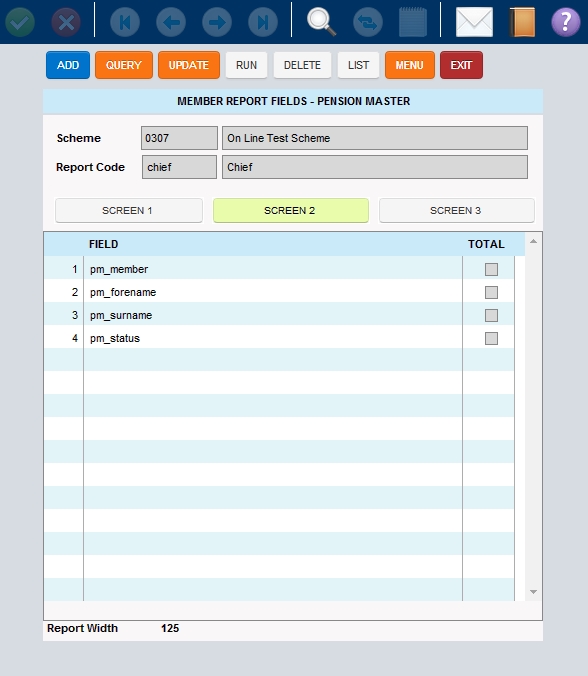 ?
ADD QUERY UPDATE RUN DELETE LIST MENU EXIT
MEMBER REPORT FIELDS - PENSION MASTER
Scheme 0307 On Line Test Scheme
Report Code chief Chief
SCREEN 1 SCREEN 2 SCREEN 3
FIELD TOTAL
1 pm_member
2 pm_forename
3 pm_surname
4 pm_status
Report Width 125